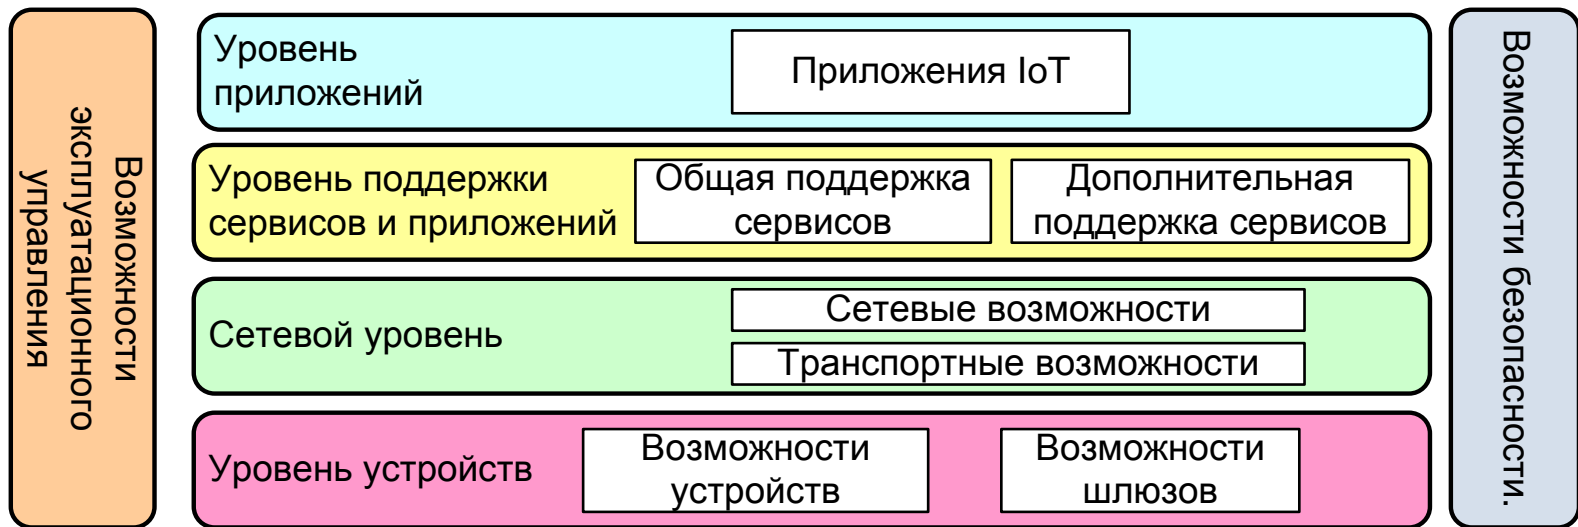 Возможности
эксплуатационного
управления
Уровень
приложений
Приложения IoT
Уровень поддержки
сервисов и приложений
Общая поддержка
сервисов
Дополнительная
поддержка сервисов
Сетевой уровень
Сетевые возможности
Транспортные возможности
Уровень устройств
Возможности
устройств
Возможности
шлюзов
Возможности безопасности.